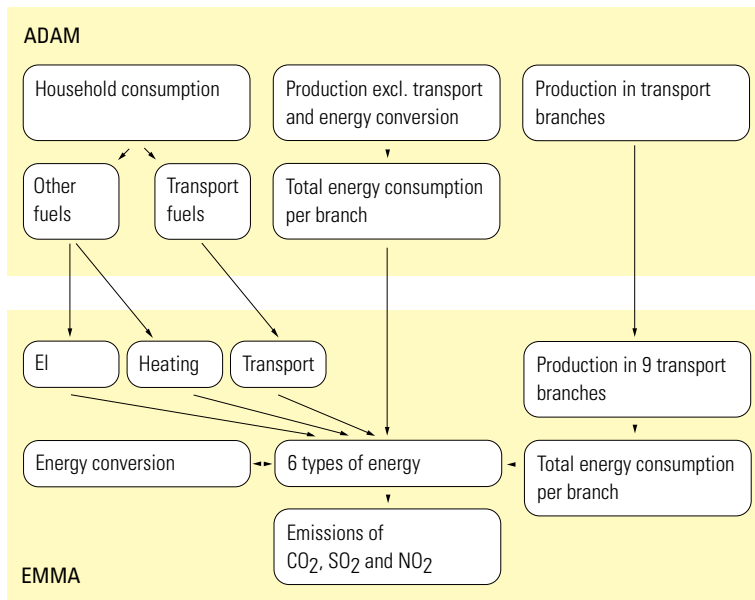 ADAM
Household consumption
Production excl. transport
and energy conversion
Production in transport
branches
Other
fuels
Transport
fuels
Total energy consumption
per branch
El
Heating
Transport
Production in 9 transport
branches
Energy conversion
6 types of energy
Total energy consumption
per branch
Emissions of
CO₂, SO₂ and NO₂
EMMA